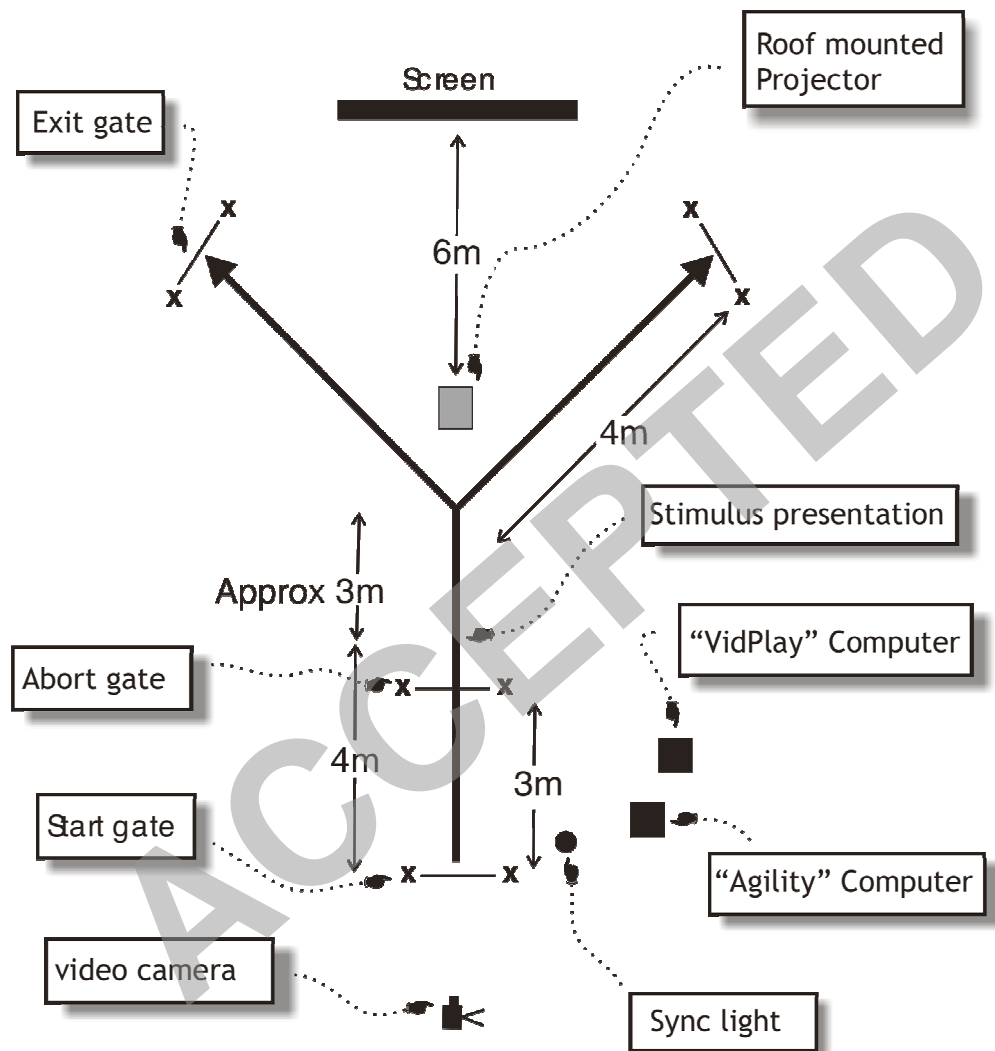 Roof mounted
Projector
Screen
Exit gate
x
x
x
x
6m
4m
Stimulus presentation
Approx 3m
"VidPlay" Computer
Abort gate
x
x
4m
3m
Start gate
x
x
"Agility" Computer
video camera
Sync light
ACCEPTED